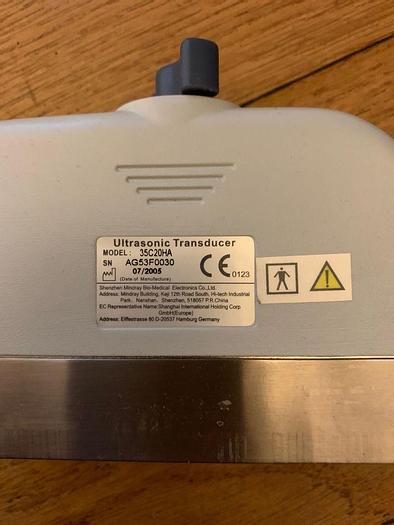 Ultrasonic Transducer
MODEL: 35C20HA
SN AG53F0030
07/2005
(Date of Manufacture)
CE 0123
Shenzhen Mindray Bio-Medical Electronics Co.,Ltd.
Address: Mindray Building, Keji 12th Road South, Hi-tech Industrial
Park, Nanshan, Shenzhen, 518057 P.R.China
EC Representative Name:Shanghai International Holding Corp
GmbH(Europe)
Address: Eiffestrasse 80 D-20537 Hamburg Germany